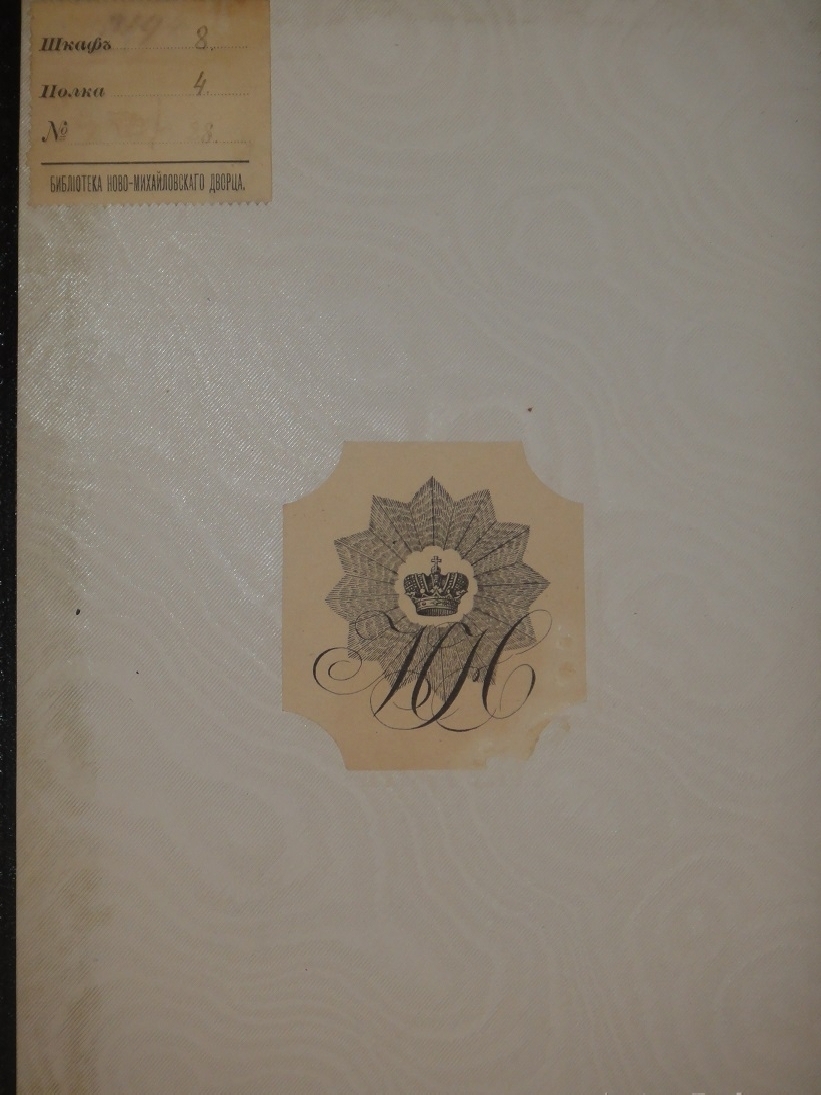 Шкафъ 8.
Полка 4.
№ 3.
БИБЛІОТЕКА НОВО-МИХАЙЛОВСКАГО ДВОРЦА.